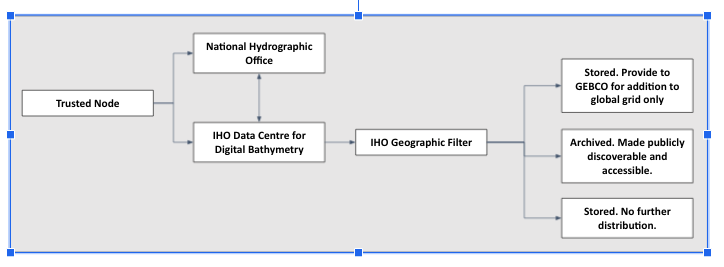 National Hydrographic
Office
Trusted Node
IHO Data Centre for
Digital Bathymetry
IHO Geographic Filter
Stored. Provide to
GEBCO for addition to
global grid only
Archived. Made publicly
discoverable and
accessible.
Stored. No further
distribution.